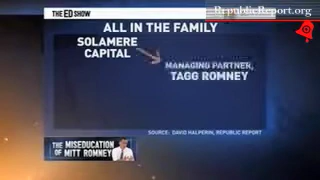 RepublicReport.org
THE ED SHOW
ALL IN THE FAMILY
SOLAMERE
CAPITAL
MANAGING PARTNER,
TAGG ROMNEY
SOURCE: DAVID HALPERIN, REPUBLIC REPORT
THE MISEDUCATION
OF MITT ROMNEY